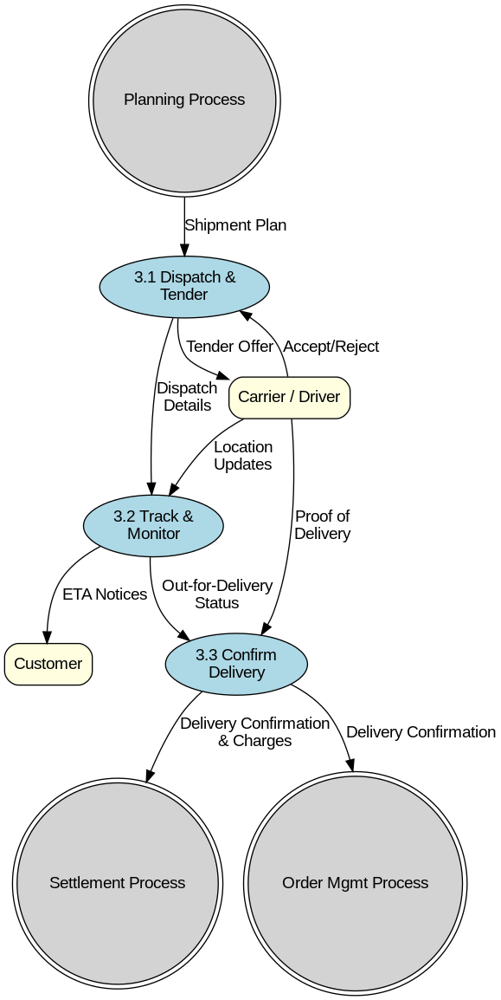 Planning Process
Shipment Plan
3.1 Dispatch &
Tender
Tender Offer
Accept/Reject
Dispatch
Details
Carrier / Driver
Location
Updates
3.2 Track &
Monitor
Proof of
Delivery
ETA Notices
Out-for-Delivery
Status
Customer
3.3 Confirm
Delivery
Delivery Confirmation
& Charges
Delivery Confirmation
Settlement Process
Order Mgmt Process